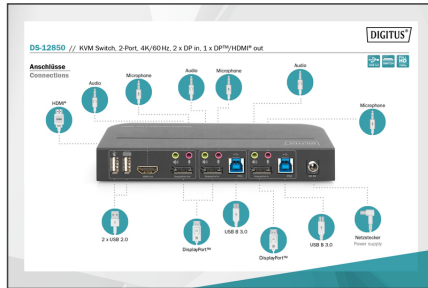 DIGITUS®
DS-12850 // KVM Switch, 2-Port, 4K/60 Hz, 2 x DP in, 1 x DP™/HDMI® out
Anschlüsse
Connections
Audio
Microphone
Audio
Microphone
Audio
HDMI®
Microphone
2 x USB 2.0
DisplayPort™
USB B 3.0
DisplayPort™
USB B 3.0
Netzstecker
Power supply